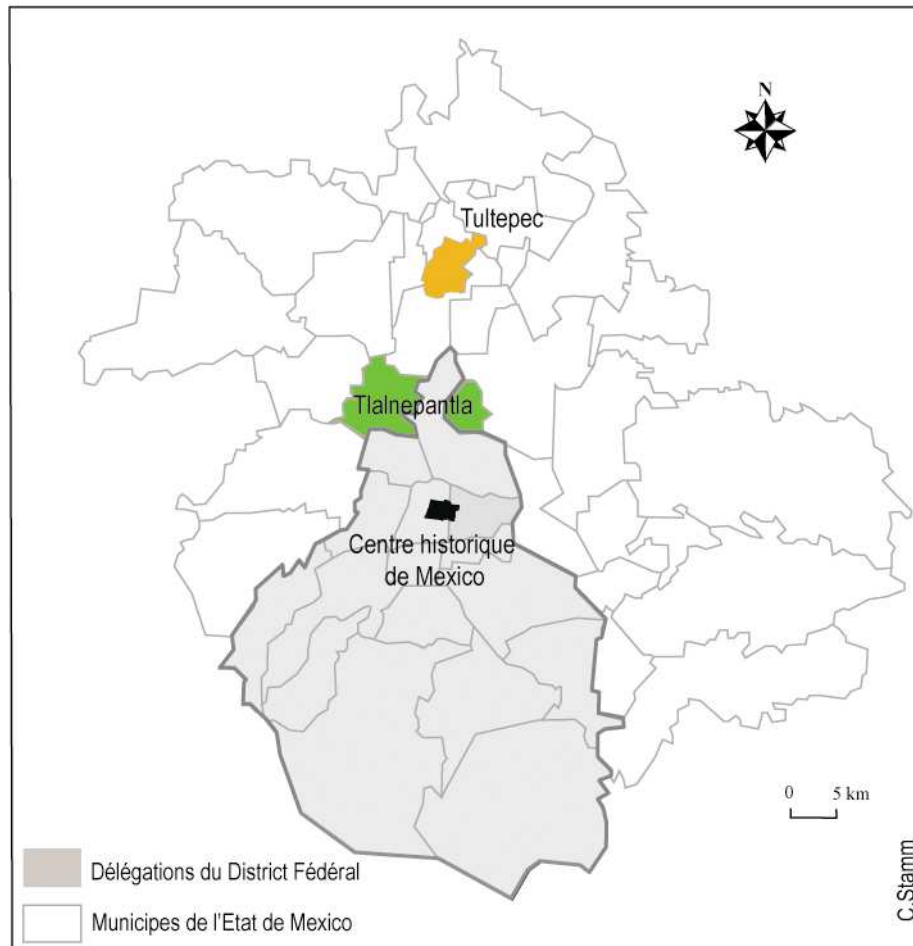 N
Tultepec
Tlalnepantla
Centre historique
de Mexico
0 5 km
Délégations du District Fédéral
Municipes de l'Etat de Mexico
C.Stamm